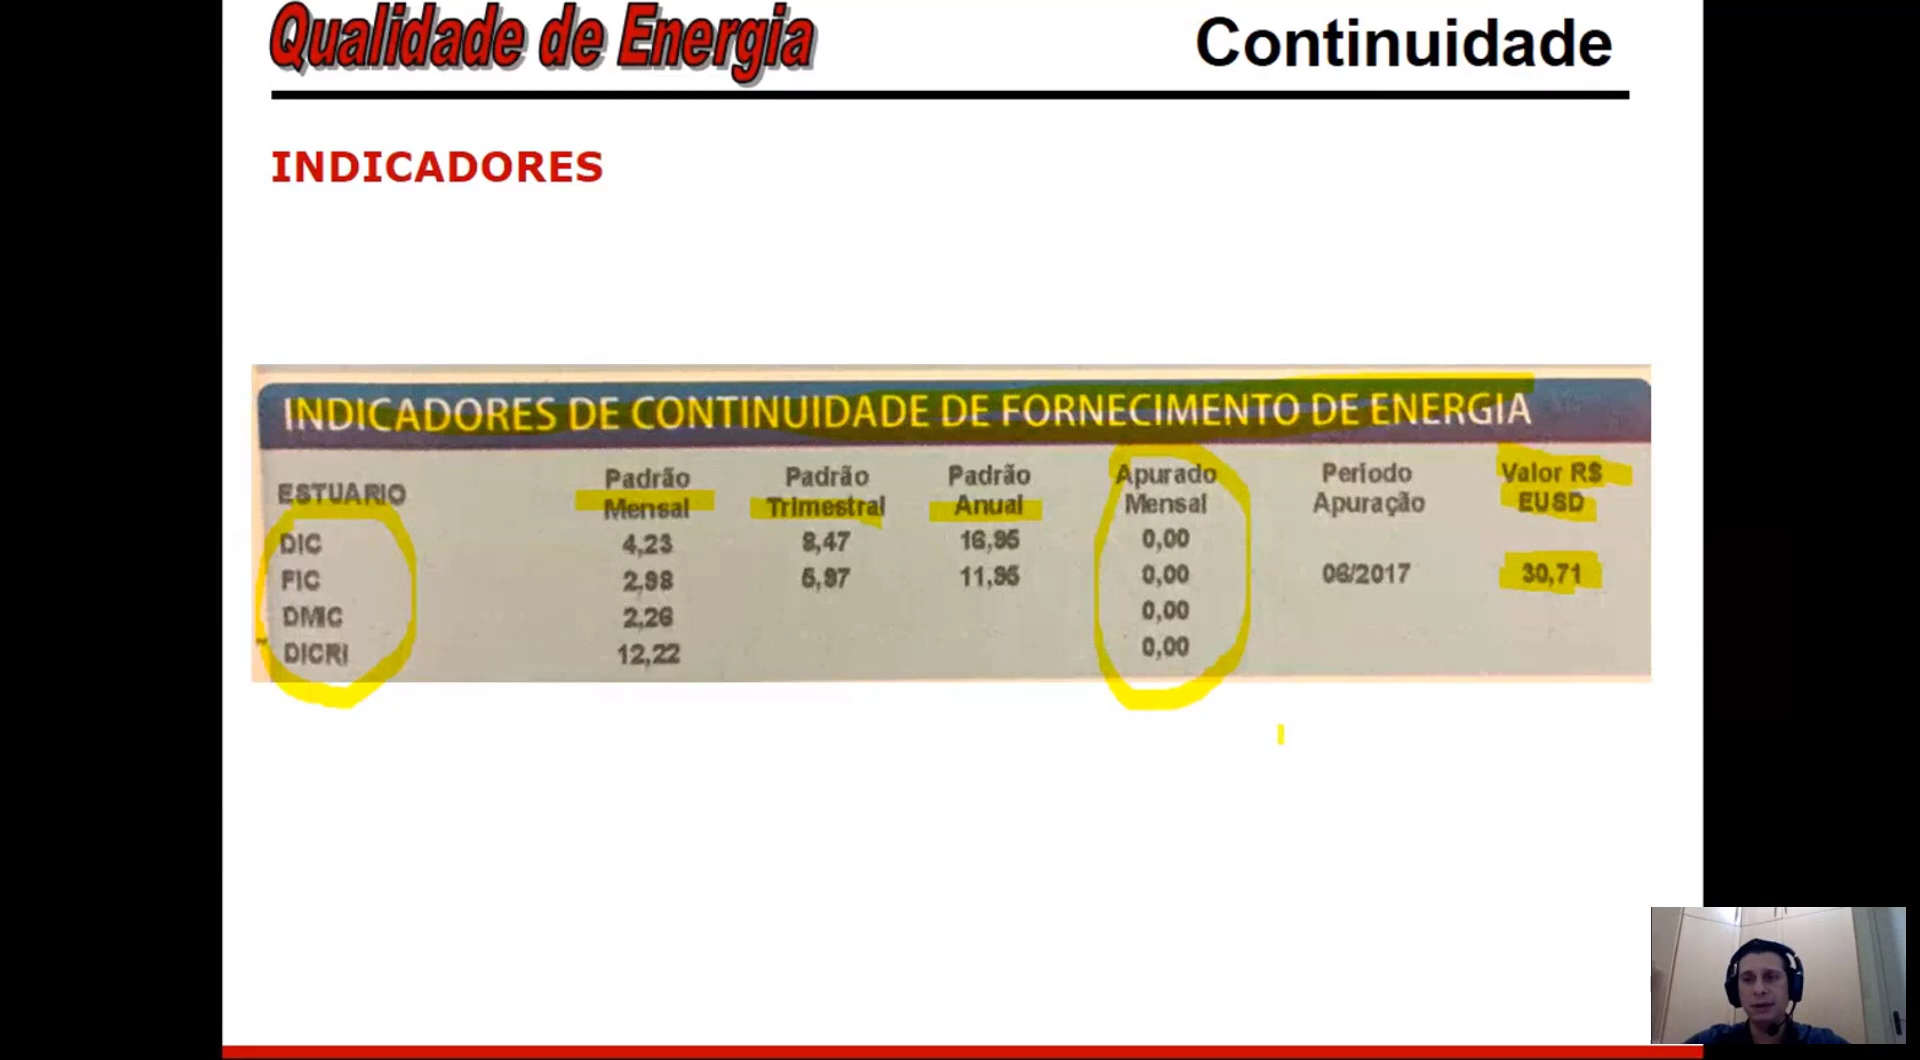 Qualidade de Energia
Continuidade
INDICADORES
INDICADORES DE CONTINUIDADE DE FORNECIMENTO DE ENERGIA
ESTUARIO Padrão Mensal Padrão Trimestral Padrão Anual Apurado Mensal Período Apuração Valor R$ EUSD
DIC 4,23 8,47 16,95 0,00
FIC 2,98 5,97 11,95 0,00 06/2017 30,71
DMIC 2,26 0,00
DICRI 12,22 0,00